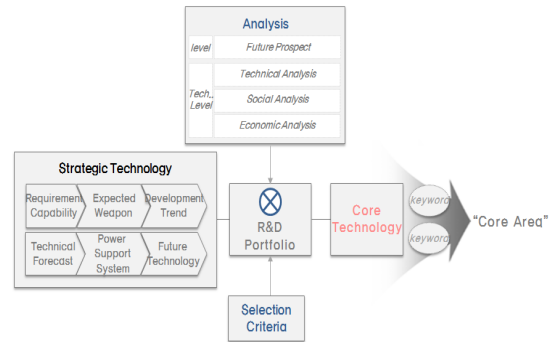 Analysis
level
Future Prospect
Tech,.
Level
Technical Analysis
Social Analysis
Economic Analysis
Strategic Technology
Requirement
Capability
Expected
Weapon
Development
Trend
Technical
Forecast
Power
Support
System
Future
Technology
R&D
Portfolio
Core
Technology
keyword
keyword
"Core Area"
Selection
Criteria